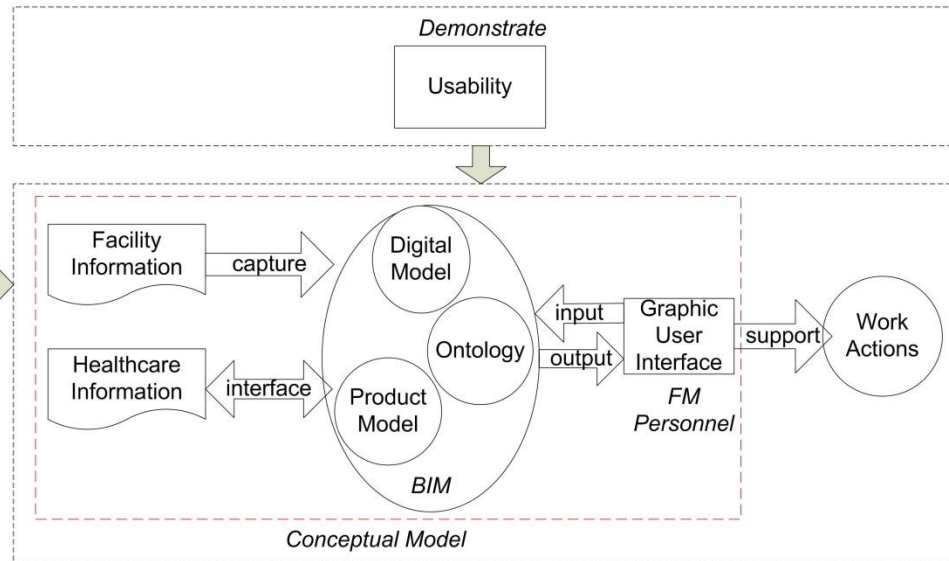 Demonstrate
Usability
Facility
Information
capture
Healthcare
Information
interface
Digital
Model
Ontology
Product
Model
BIM
input
output
Graphic
User
Interface
FM
Personnel
support
Work
Actions
Conceptual Model